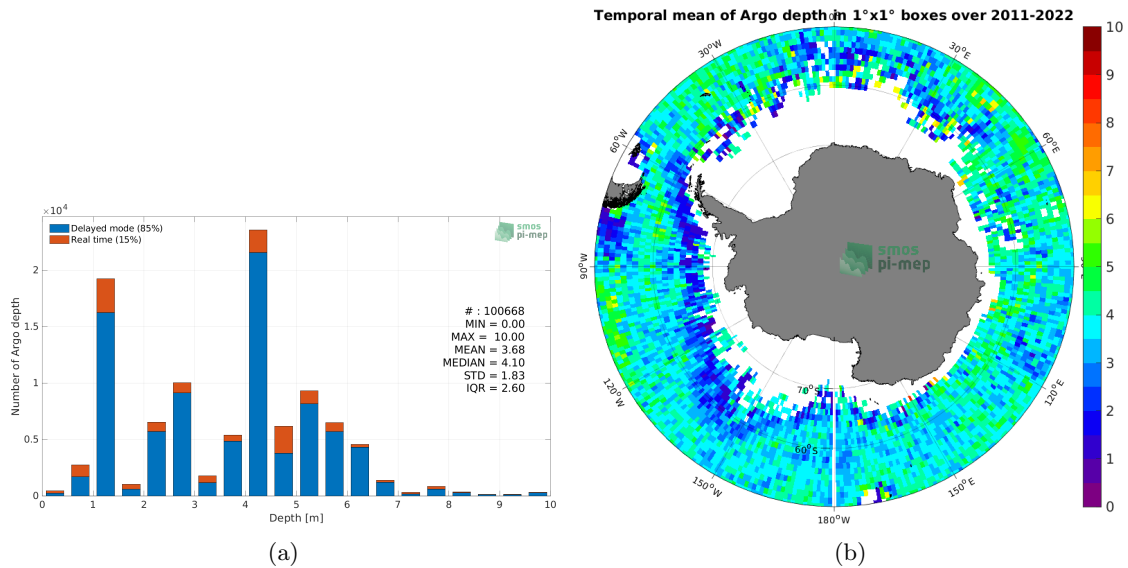 ×10⁴
Delayed mode (85%)
Real time (15%)
smos
pi-mep
# : 100668
MIN = 0.00
MAX = 10.00
MEAN = 3.68
MEDIAN = 4.10
STD = 1.83
IQR = 2.60
Number of Argo depth
2
1.5
1
0.5
0
0 1 2 3 4 5 6 7 8 9 10
Depth [m]
(a)
Temporal mean of Argo depth in 1°x1° boxes over 2011-2022
30°W
30°E
60°W
60°E
90°W
smos
pi-mep
120°W
120°E
70°S
60°S
150°W
150°E
180°W
10
9
8
7
6
5
4
3
2
1
0
(b)